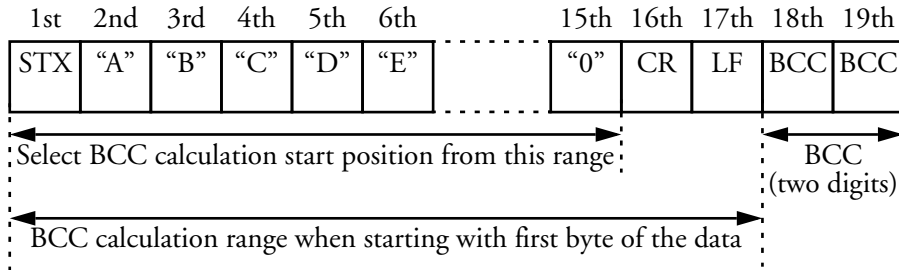 1st 2nd 3rd 4th 5th 6th 15th 16th 17th 18th 19th
STX “A” “B” “C” “D” “E” “0” CR LF BCC BCC
Select BCC calculation start position from this range
BCC
(two digits)
BCC calculation range when starting with first byte of the data